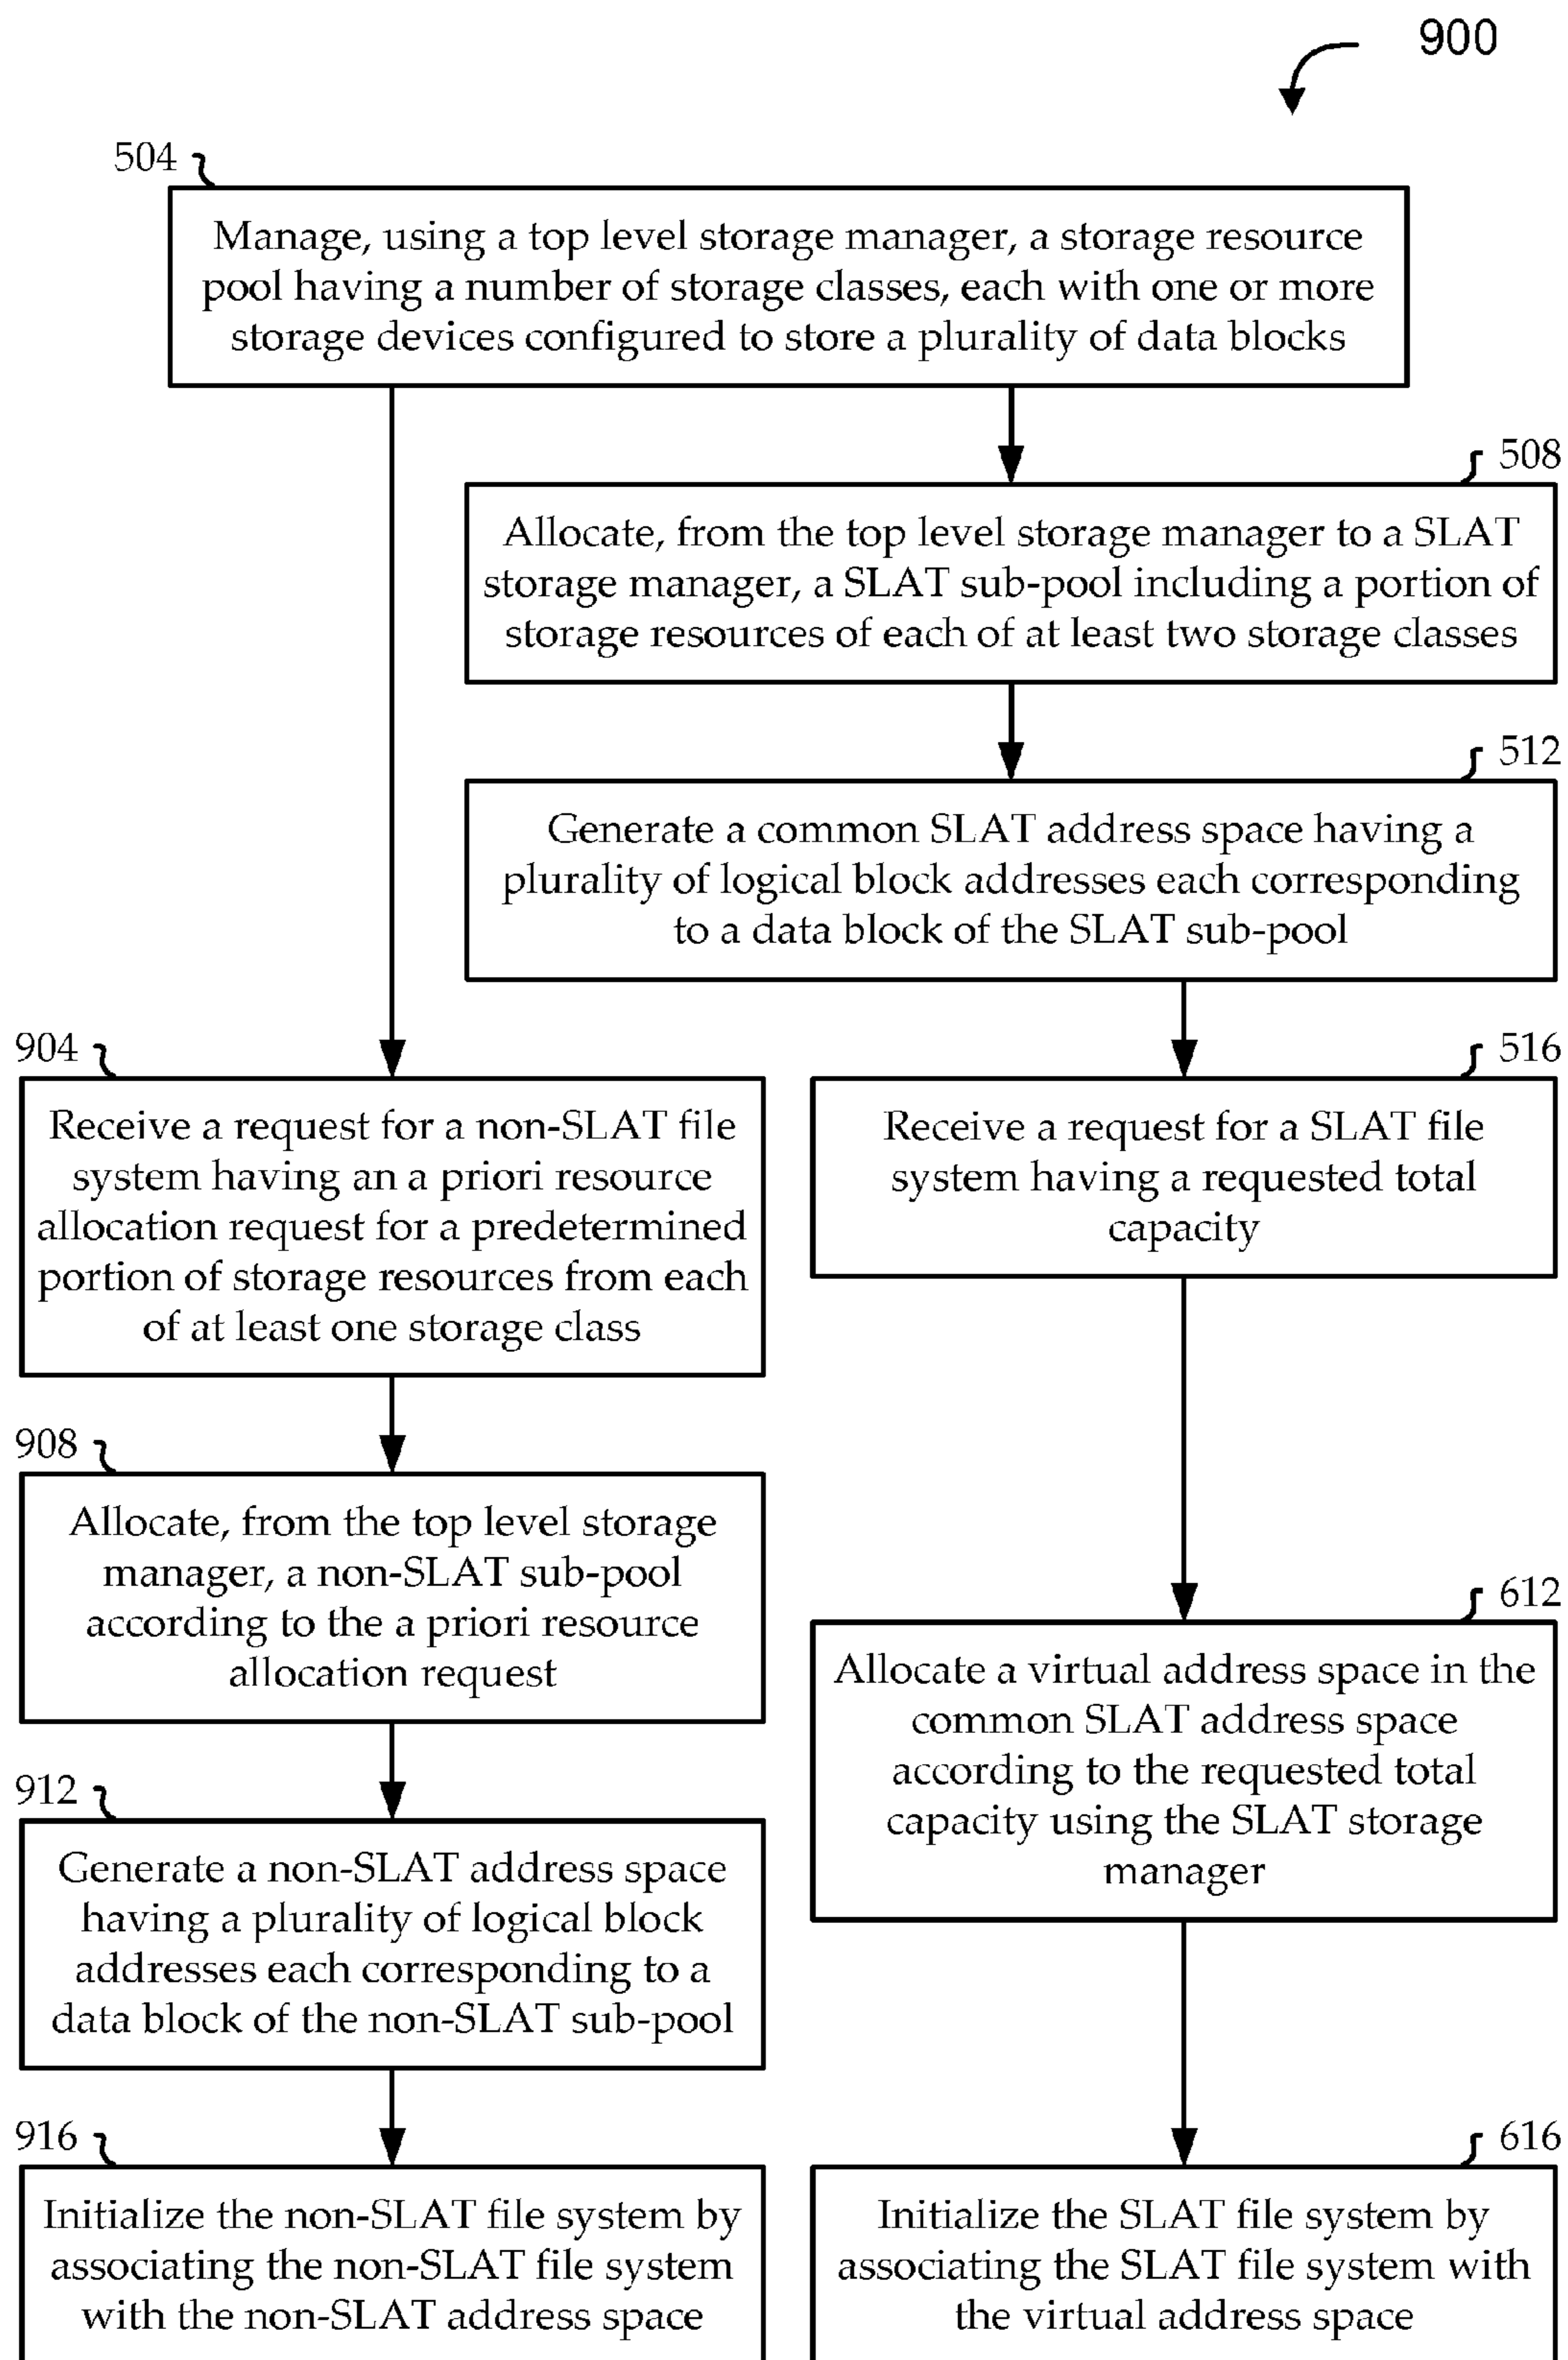 900
504
Manage, using a top level storage manager, a storage resource
pool having a number of storage classes, each with one or more
storage devices configured to store a plurality of data blocks
508
Allocate, from the top level storage manager to a SLAT
storage manager, a SLAT sub-pool including a portion of
storage resources of each of at least two storage classes
512
Generate a common SLAT address space having a
plurality of logical block addresses each corresponding
to a data block of the SLAT sub-pool
904
Receive a request for a non-SLAT file
system having an a priori resource
allocation request for a predetermined
portion of storage resources from each
of at least one storage class
516
Receive a request for a SLAT file
system having a requested total
capacity
908
Allocate, from the top level storage
manager, a non-SLAT sub-pool
according to the a priori resource
allocation request
612
Allocate a virtual address space in the
common SLAT address space
according to the requested total
capacity using the SLAT storage
manager
912
Generate a non-SLAT address space
having a plurality of logical block
addresses each corresponding to a
data block of the non-SLAT sub-pool
916
Initialize the non-SLAT file system by
associating the non-SLAT file system
with the non-SLAT address space
616
Initialize the SLAT file system by
associating the SLAT file system with
the virtual address space